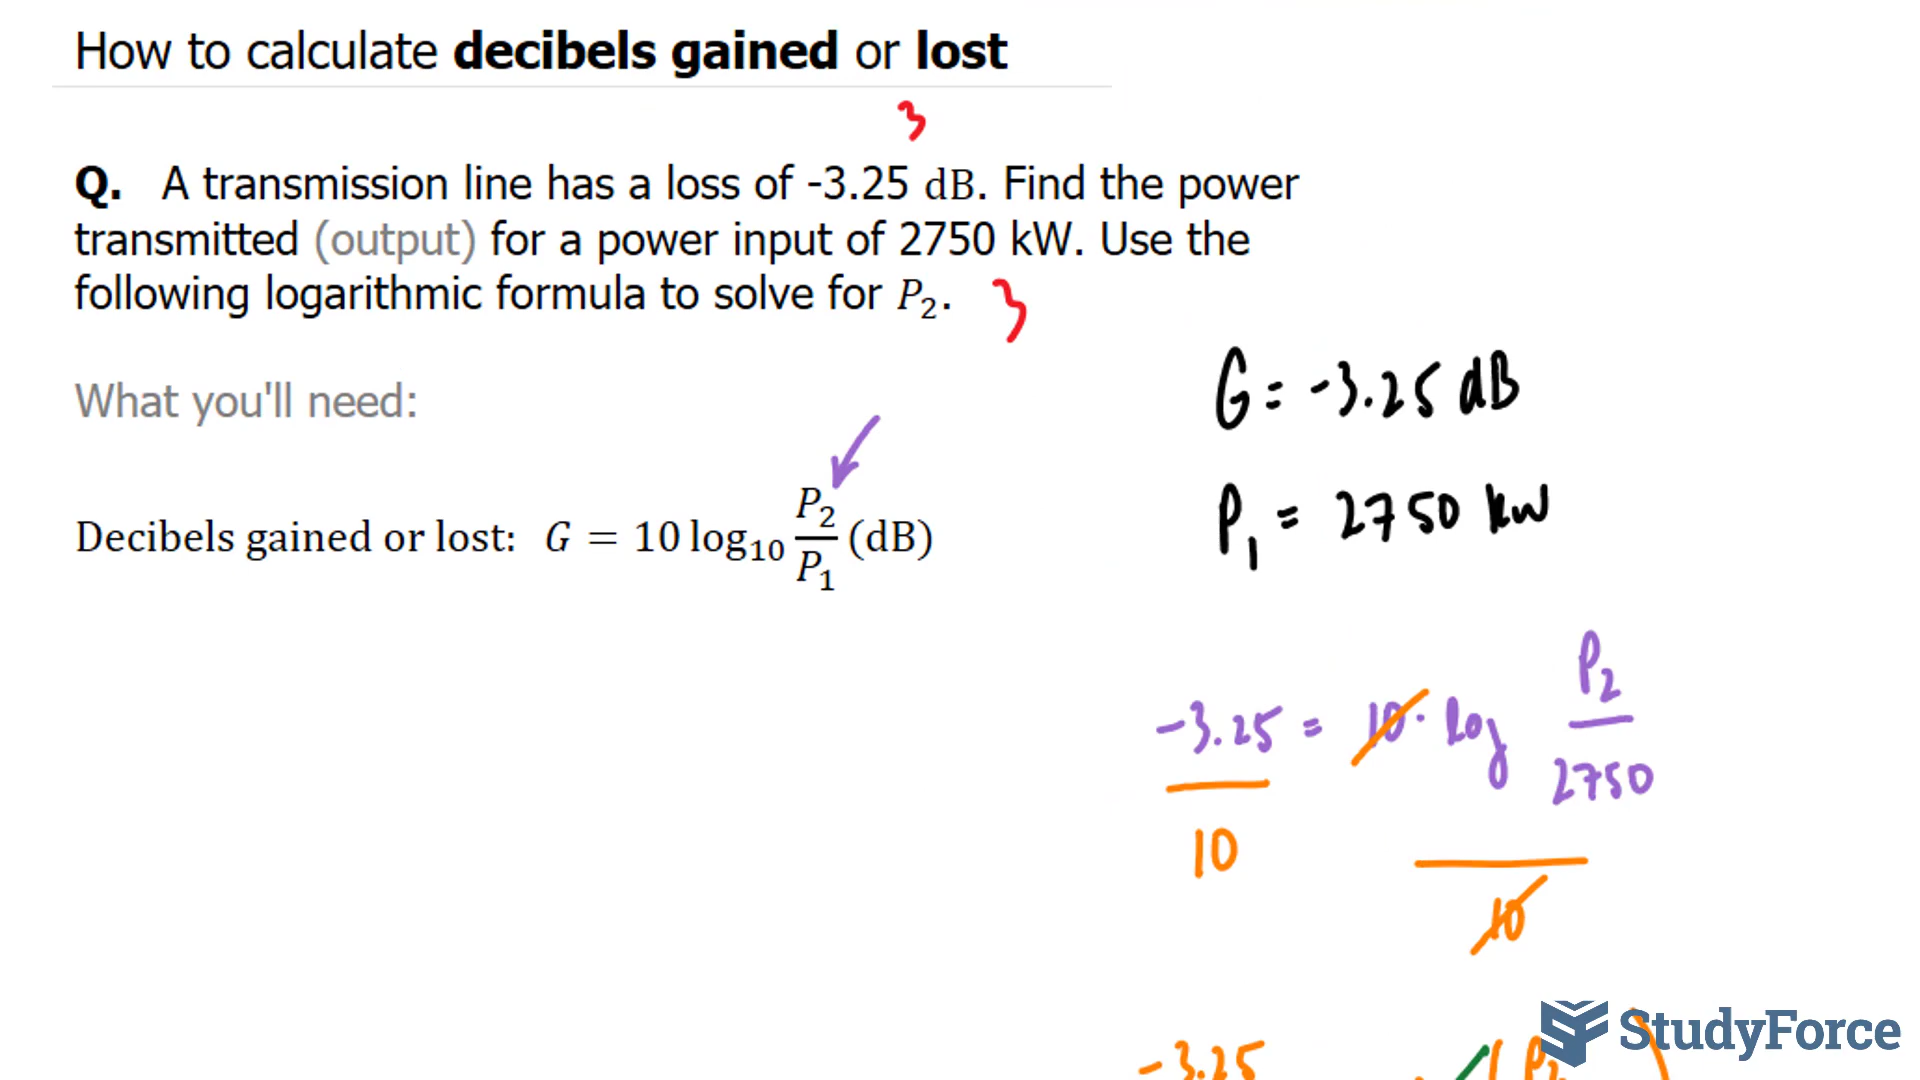 How to calculate decibels gained or lost
3
Q. A transmission line has a loss of -3.25 dB. Find the power
transmitted (output) for a power input of 2750 kW. Use the
following logarithmic formula to solve for P₂.
3
What you'll need:
G = -3.25 dB
P₁ = 2750 kW
Decibels gained or lost: G = 10 log₁₀ P₂/P₁ (dB)
-3.25/10 = 10 · log P₂/2750
10
-3.25
( P₂
StudyForce